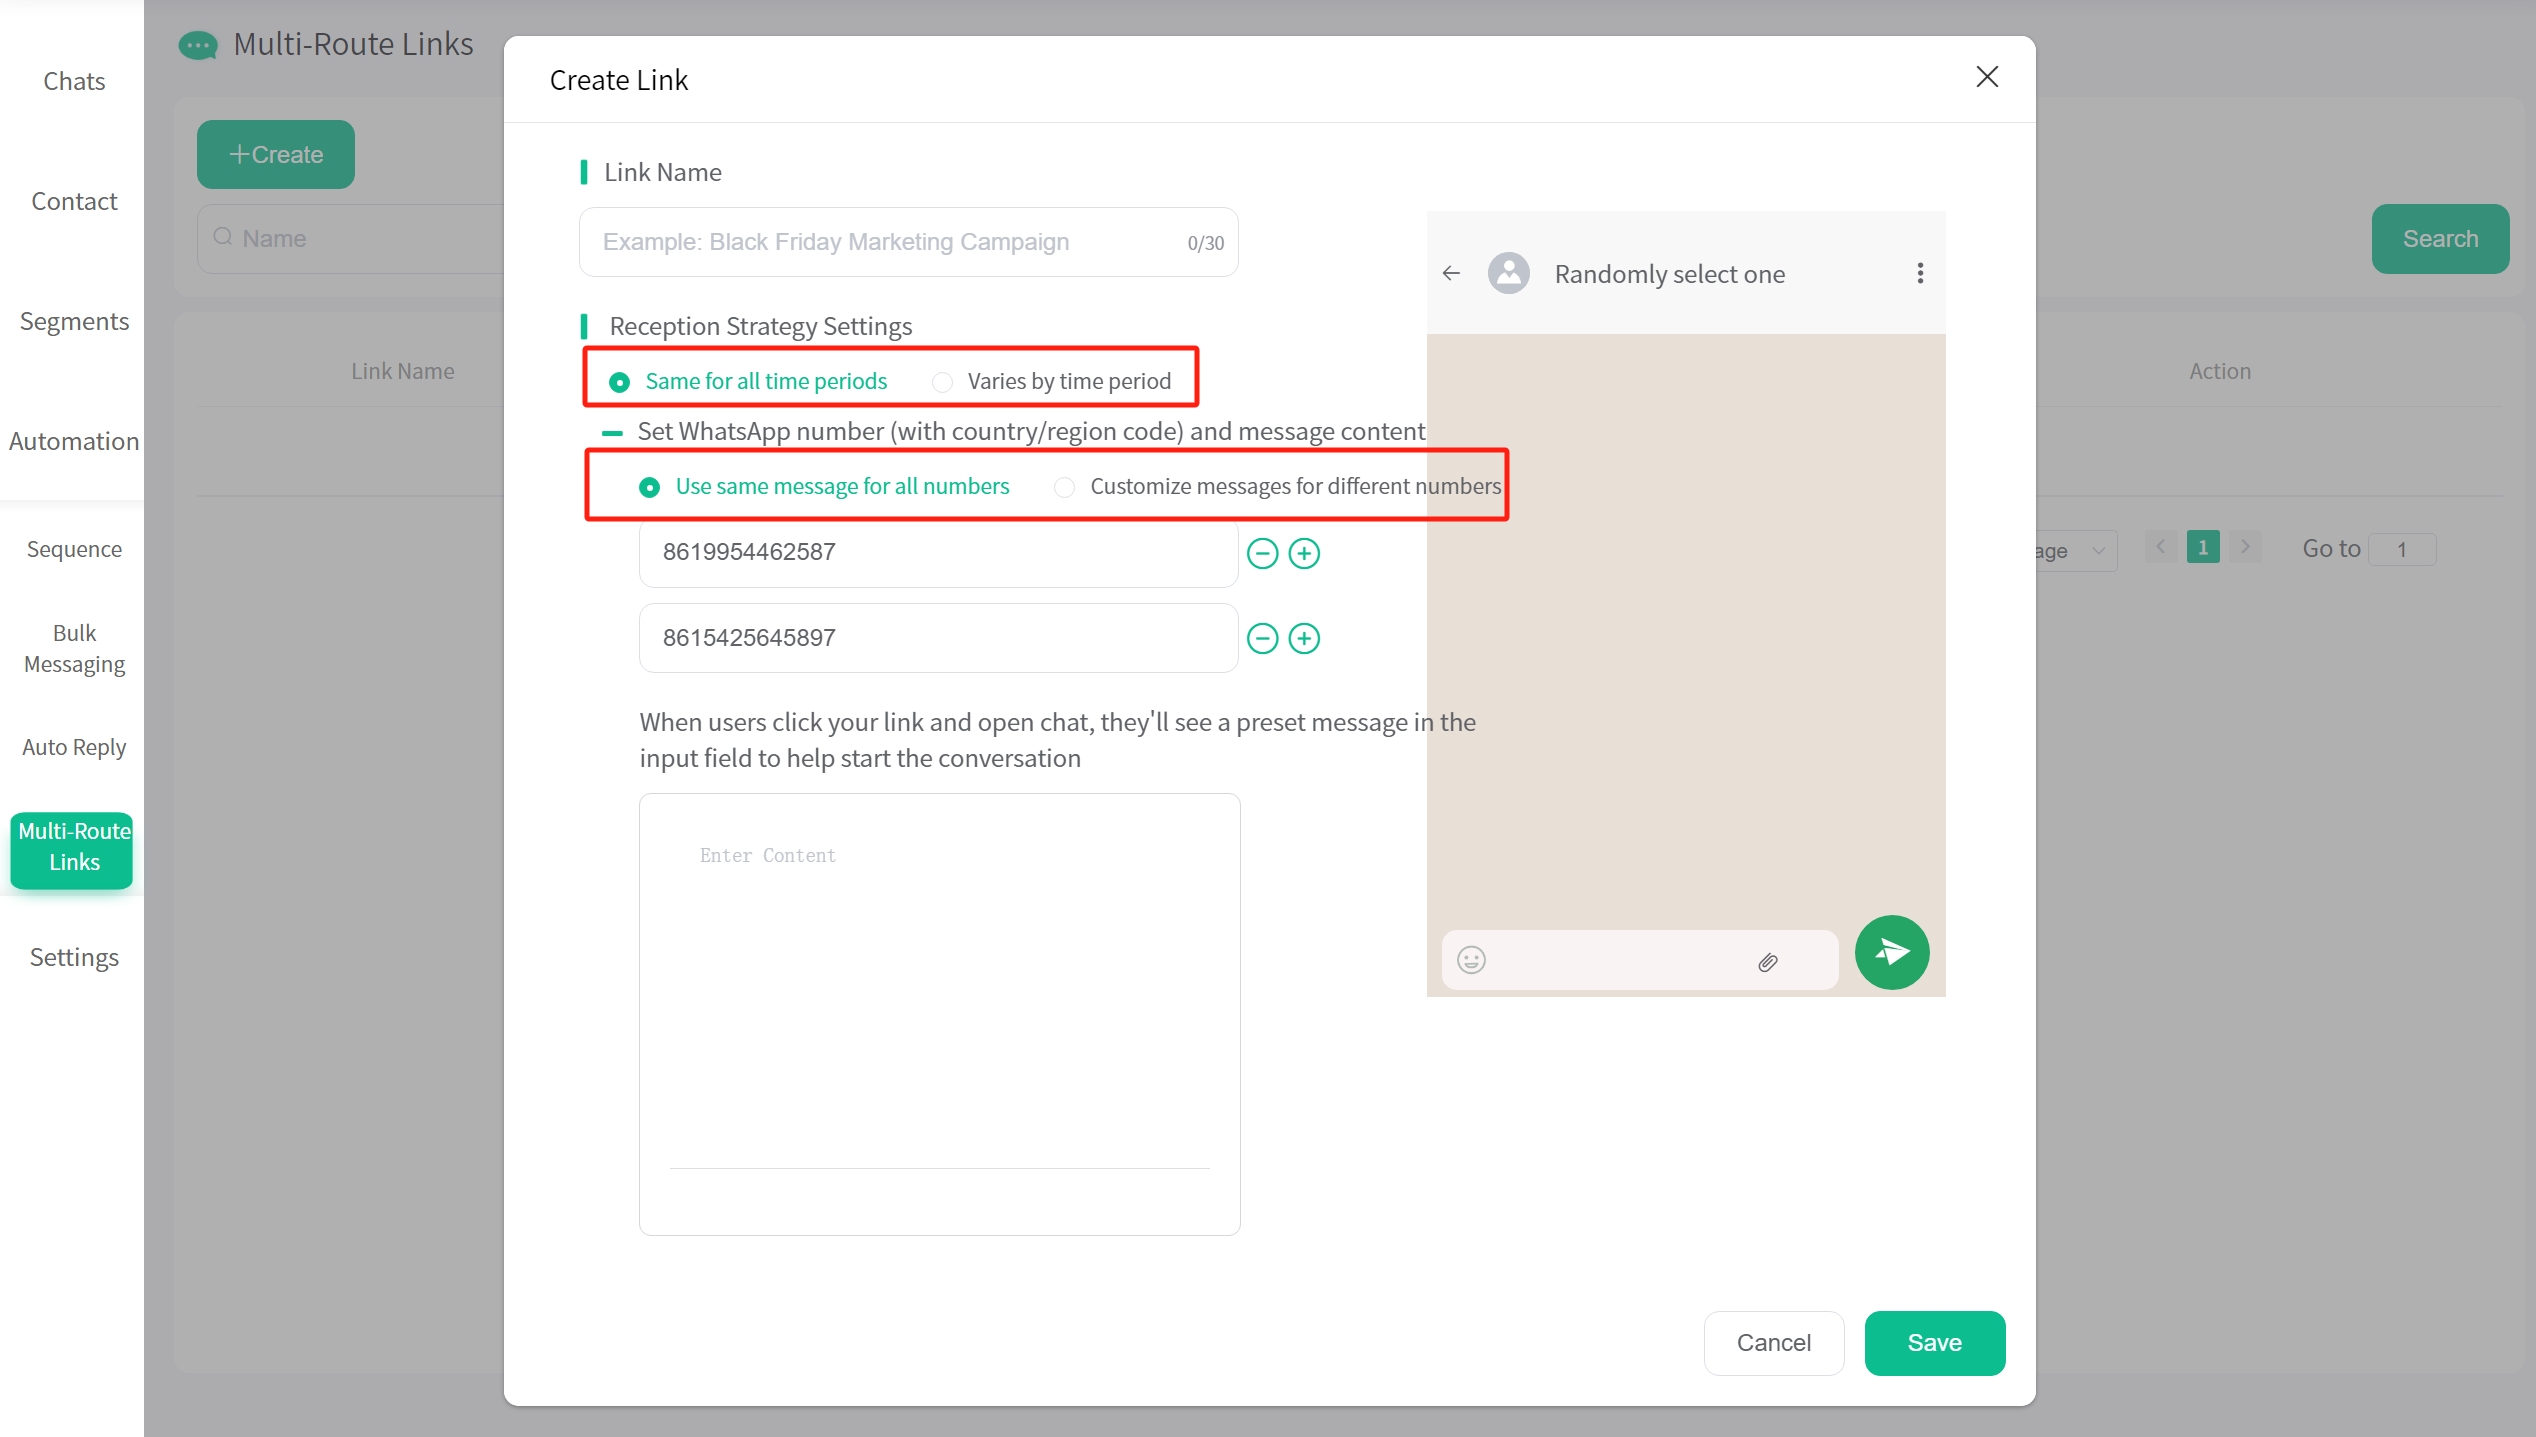 Chats
Contact
Segments
Automation
Sequence
Bulk
Messaging
Auto Reply
Multi-Route
Links
Settings
Multi-Route Links
+Create
Name
Search
Link Name
Action
age
1
Go to
1
Create Link
Link Name
Example: Black Friday Marketing Campaign
0/30
Reception Strategy Settings
Same for all time periods
Varies by time period
Set WhatsApp number (with country/region code) and message content
Use same message for all numbers
Customize messages for different numbers
8619954462587
8615425645897
When users click your link and open chat, they'll see a preset message in the
input field to help start the conversation
Enter Content
Randomly select one
Cancel
Save